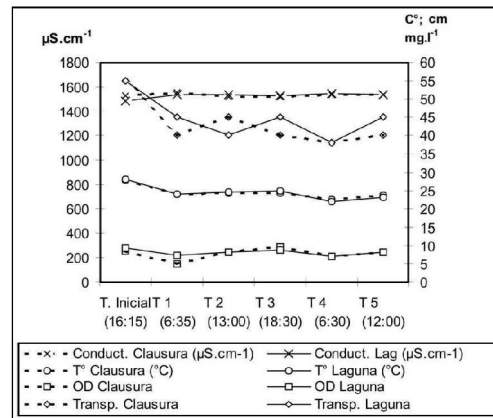 µS.cm⁻¹
C°; cm
mg.l⁻¹
1800
1600
1400
1200
1000
800
600
400
200
0
60
55
50
45
40
35
30
25
20
15
10
5
0
T. Inicial T 1 T 2 T 3 T 4 T 5
(16:15) (6:35) (13:00) (18:30) (6:30) (12:00)
Conduct. Clausura (µS.cm-1) Conduct. Lag (µS.cm-1)
T° Clausura (°C) T° Laguna (°C)
OD Clausura OD Laguna
Transp. Clausura Transp. Laguna